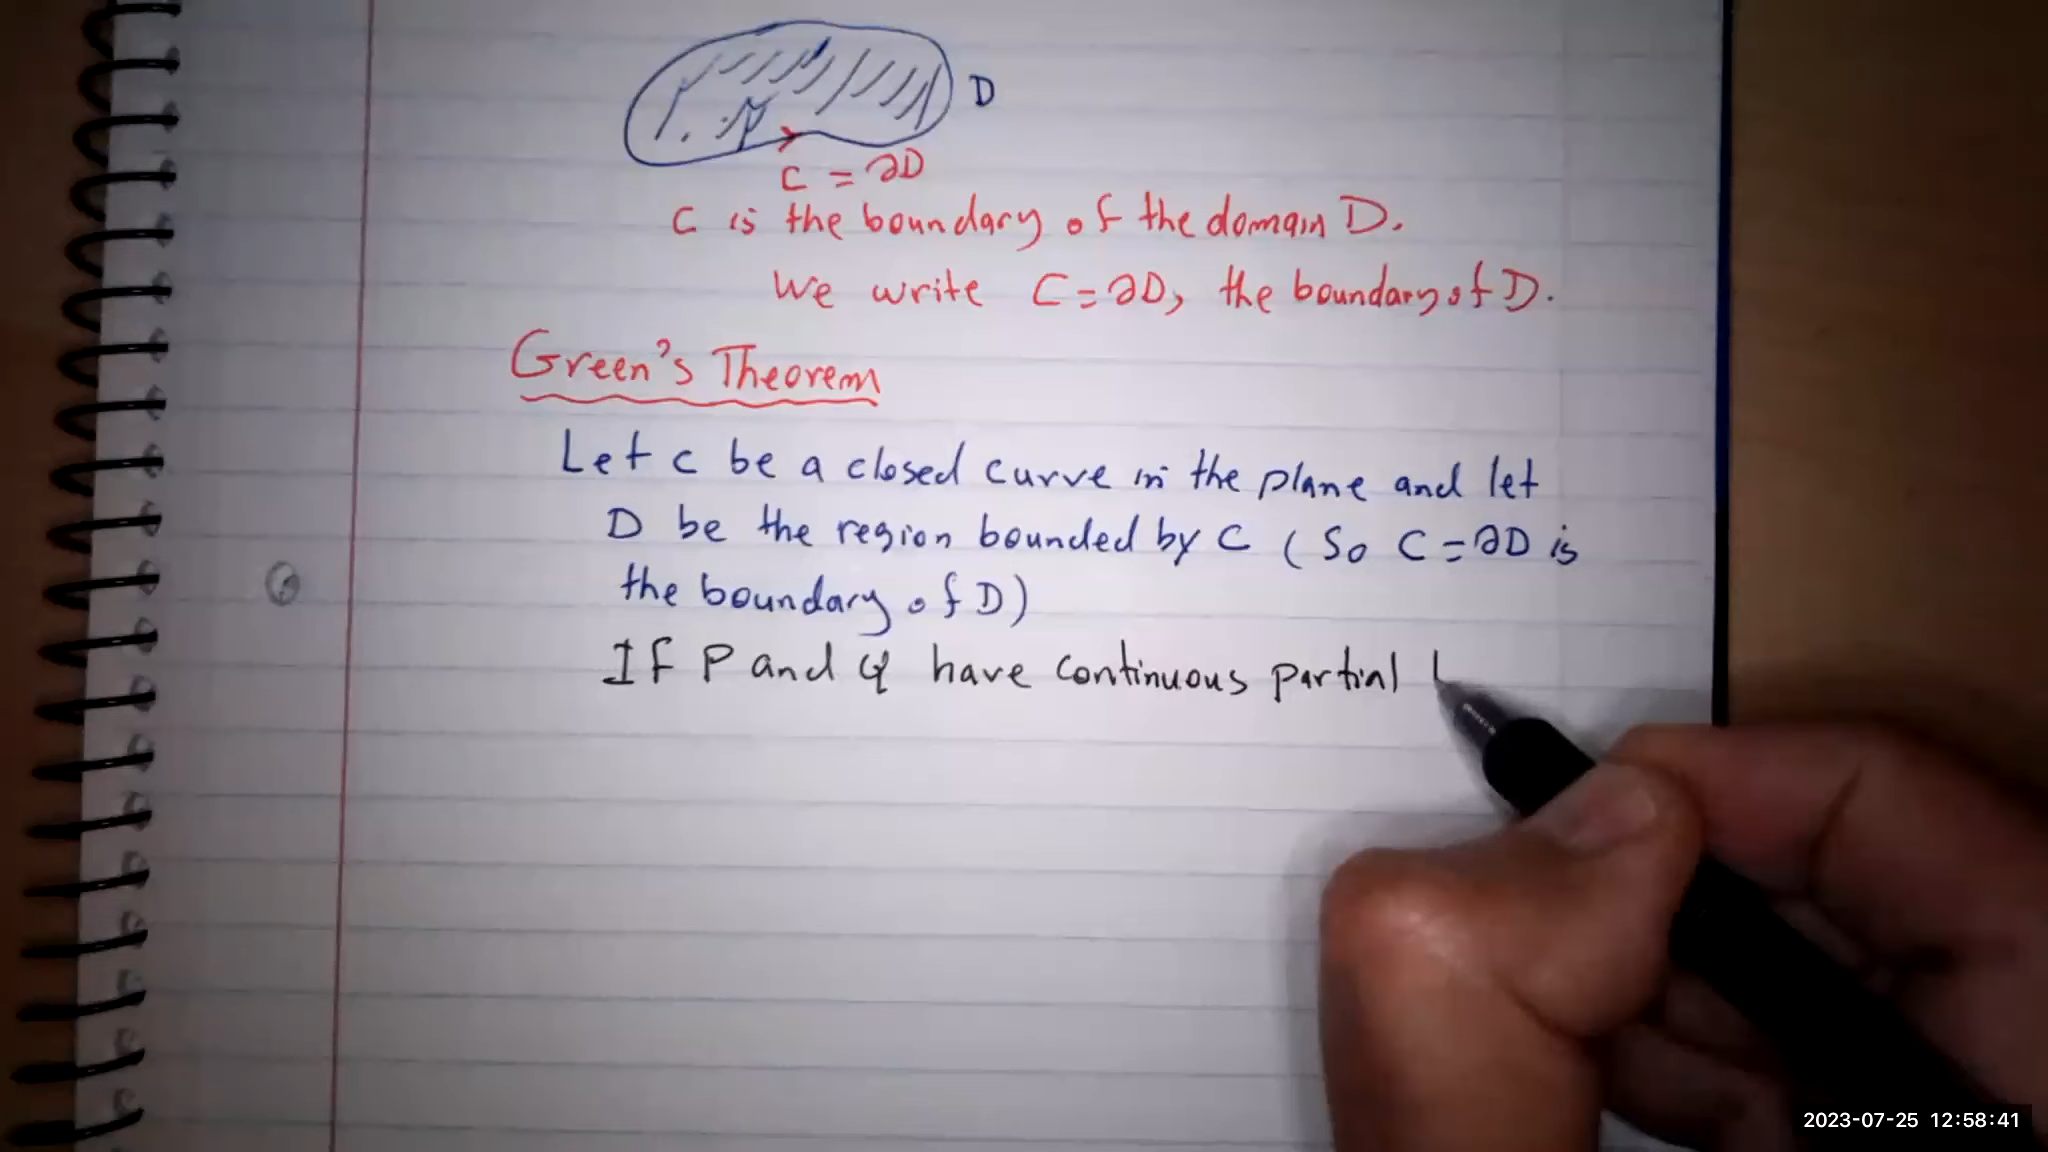 D
C = ∂D
C is the boundary of the domain D.
We write C=∂D, the boundary of D.
Green's Theorem
Let C be a closed curve in the plane and let
D be the region bounded by C (So C=∂D is
the boundary of D)
If P and Q have continuous partial
2023-07-25 12:58:41